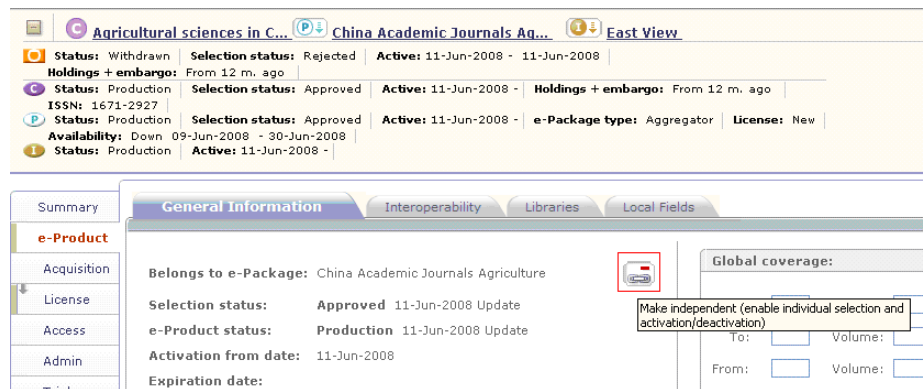 C Agricultural sciences in C... P China Academic Journals Aq... I East View
Status: Withdrawn Selection status: Rejected Active: 11-Jun-2008 - 11-Jun-2008
Holdings + embargo: From 12 m. ago
C Status: Production Selection status: Approved Active: 11-Jun-2008 - Holdings + embargo: From 12 m. ago
ISSN: 1671-2927
P Status: Production Selection status: Approved Active: 11-Jun-2008 - e-Package type: Aggregator License: New
Availability: Down 09-Jun-2008 - 30-Jun-2008
I Status: Production Active: 11-Jun-2008 -
Summary General Information Interoperability Libraries Local Fields
e-Product
Acquisition
License
Access
Admin
Belongs to e-Package: China Academic Journals Agriculture
Selection status: Approved 11-Jun-2008 Update
e-Product status: Production 11-Jun-2008 Update
Activation from date: 11-Jun-2008
Expiration date:
Global coverage:
Make independent (enable individual selection and
activation/deactivation)
To: Volume:
From: Volume: